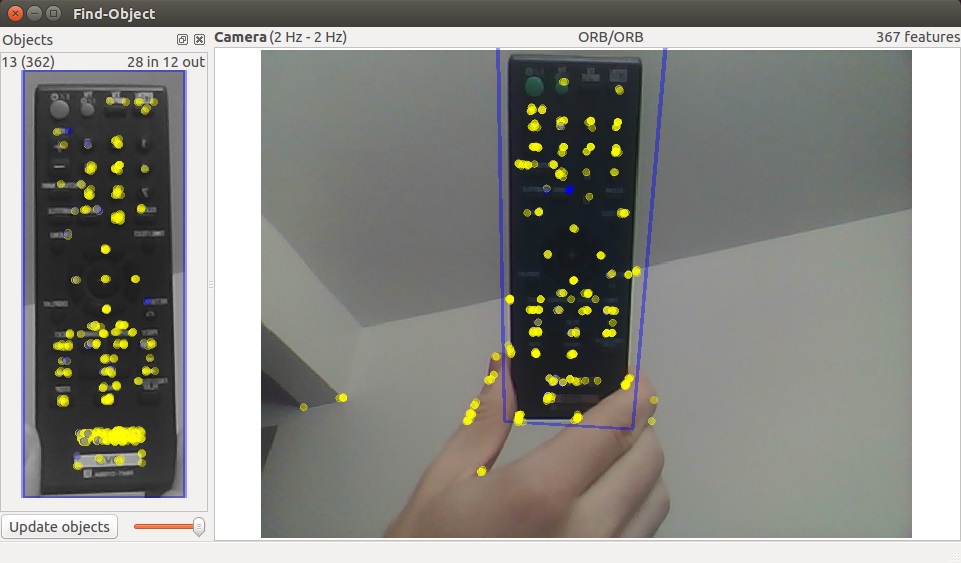 Find-Object
Objects
Camera (2 Hz - 2 Hz)
ORB/ORB
367 features
13 (362)
28 in 12 out
Update objects